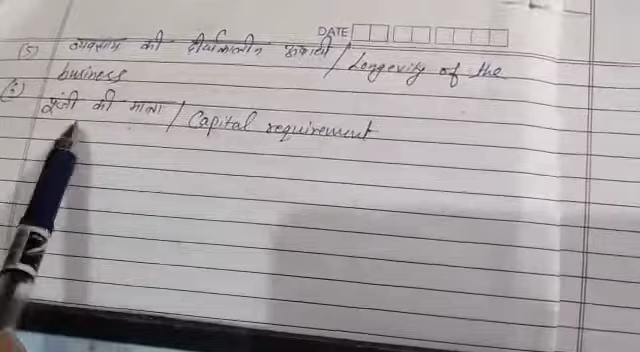 DATE
(5) व्यवसाय की दीर्घकालीन / Longevity of the
business
पूंजी की मात्रा / Capital requirement